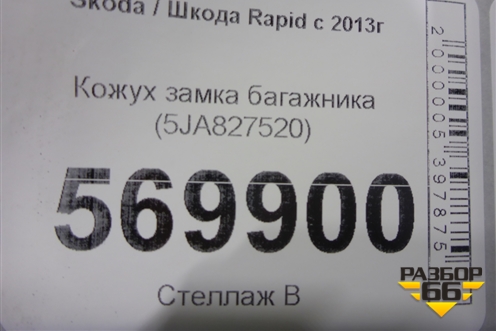 Skoda / Шкода Rapid с 2013г
Кожух замка багажника
(5JA827520)
569900
Стеллаж В
2000005397875
РАЗБОР
66